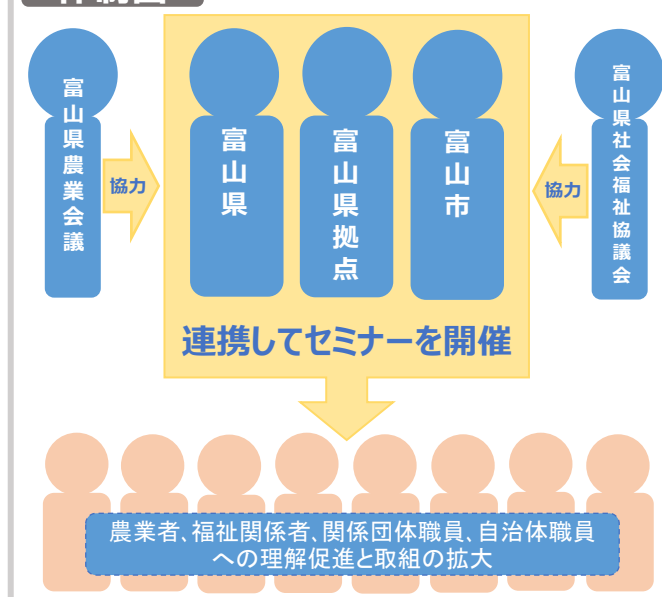 体制図
富山県農業会議
協力
富山県
富山県拠点
富山市
協力
富山県社会福祉協議会
連携してセミナーを開催
農業者、福祉関係者、関係団体職員、自治体職員
への理解促進と取組の拡大